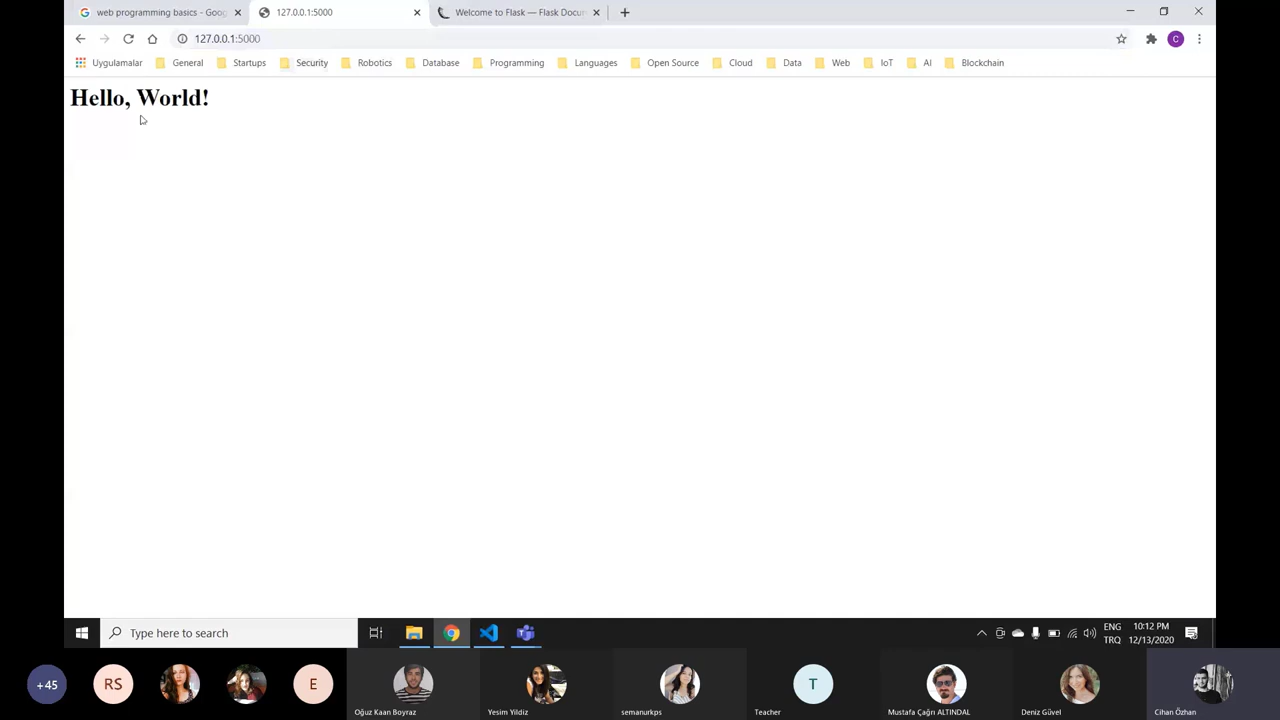 web programming basics - Goog
127.0.0.1:5000
Welcome to Flask — Flask Docum
127.0.0.1:5000
C
Uygulamalar General Startups Security Robotics Database Programming Languages Open Source Cloud Data Web IoT AI Blockchain
Hello, World!
Type here to search
ENG 10:12 PM
TRQ 12/13/2020
+45 RS E T
Oğuz Kaan Boyraz Yesim Yildiz semanurkps Teacher Mustafa Çağrı ALTINDAL Deniz Güvel Cihan Özhan